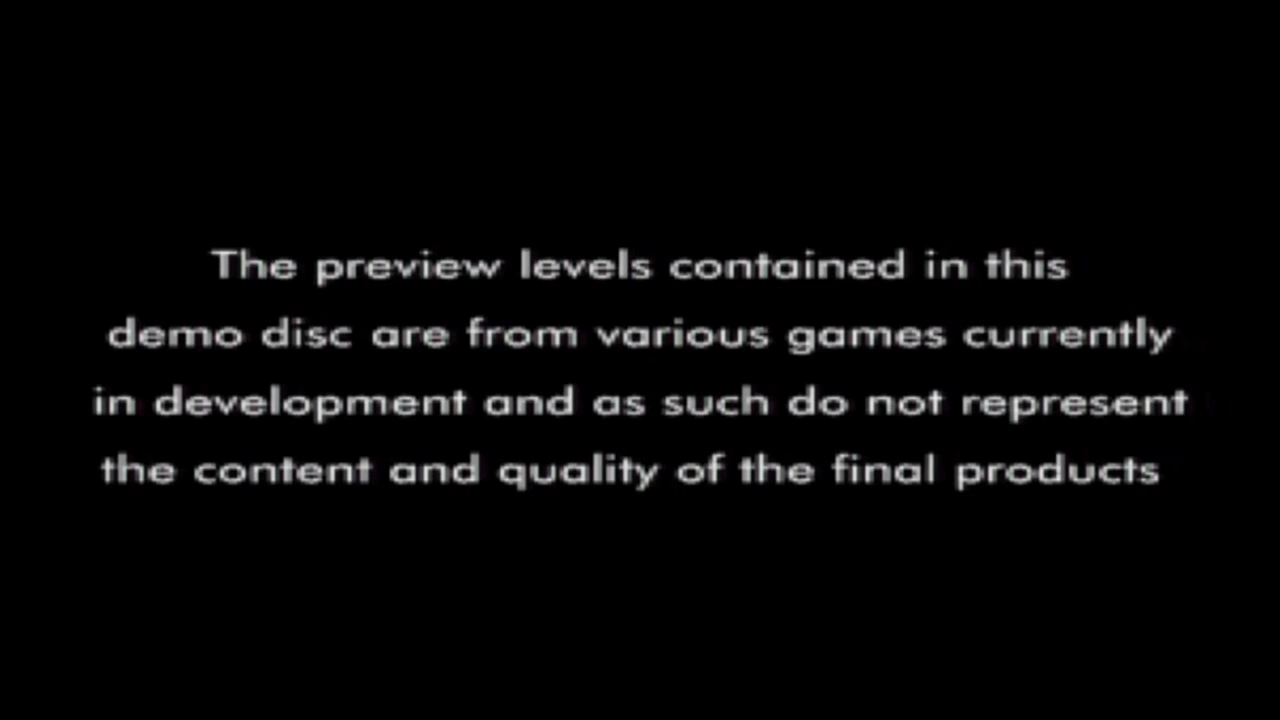 The preview levels contained in this
demo disc are from various games currently
in development and as such do not represent
the content and quality of the final products